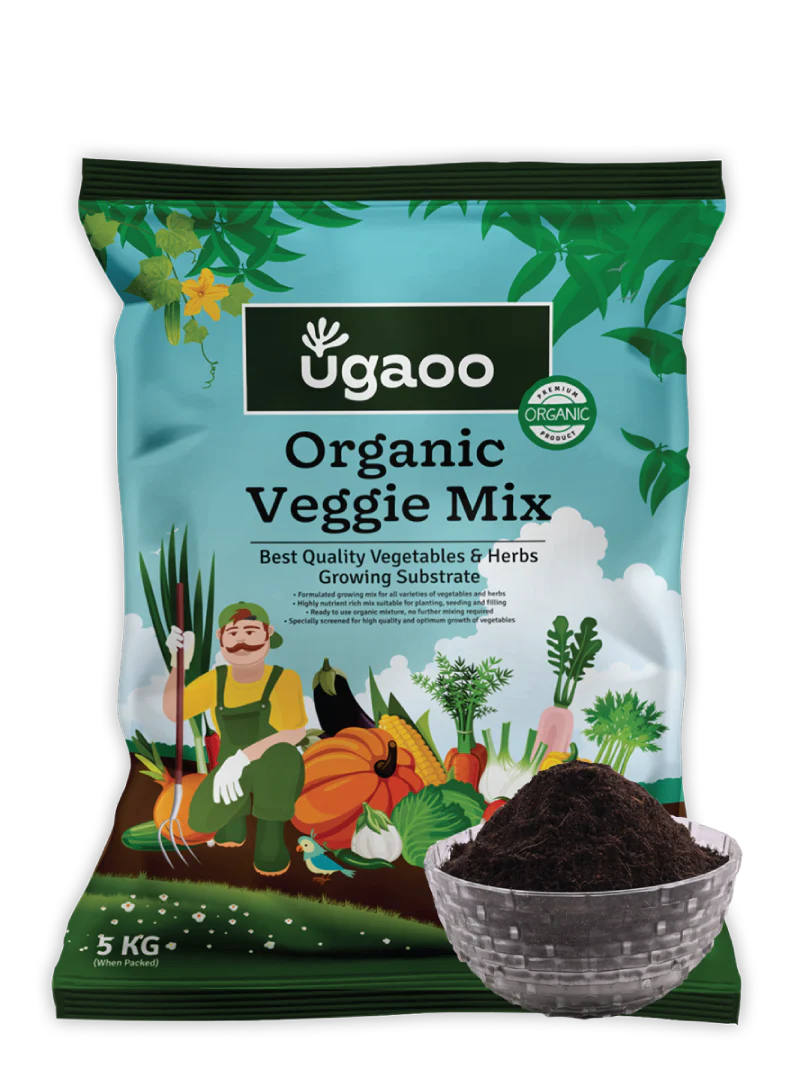 ugaoo
PREMIUM
ORGANIC
PRODUCT
Organic
Veggie Mix
Best Quality Vegetables & Herbs
Growing Substrate
• Formulated growing mix for all varieties of vegetables and herbs
• Highly nutrient rich mix suitable for planting, seeding and filling
• Ready to use organic mixture, no further mixing required
• Specially screened for high quality and optimum growth of vegetables
5 KG
(When Packed)